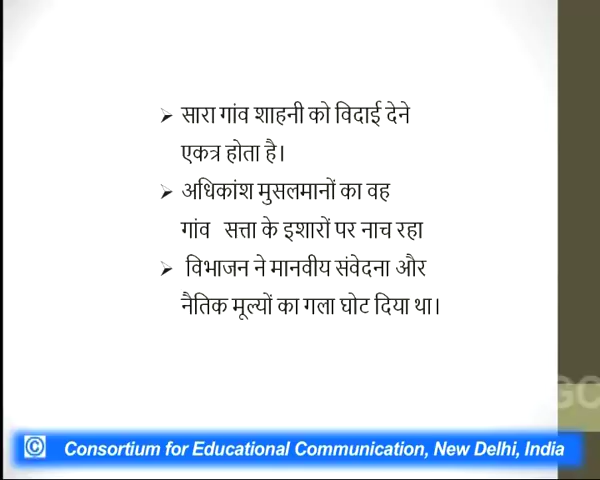 ➢ सारा गांव शाहनी को विदाई देने
एकत्र होता है।
➢ अधिकांश मुसलमानों का वह
गांव सत्ता के इशारों पर नाच रहा
➢ विभाजन ने मानवीय संवेदना और
नैतिक मूल्यों का गला घोट दिया था।
GC
© Consortium for Educational Communication, New Delhi, India